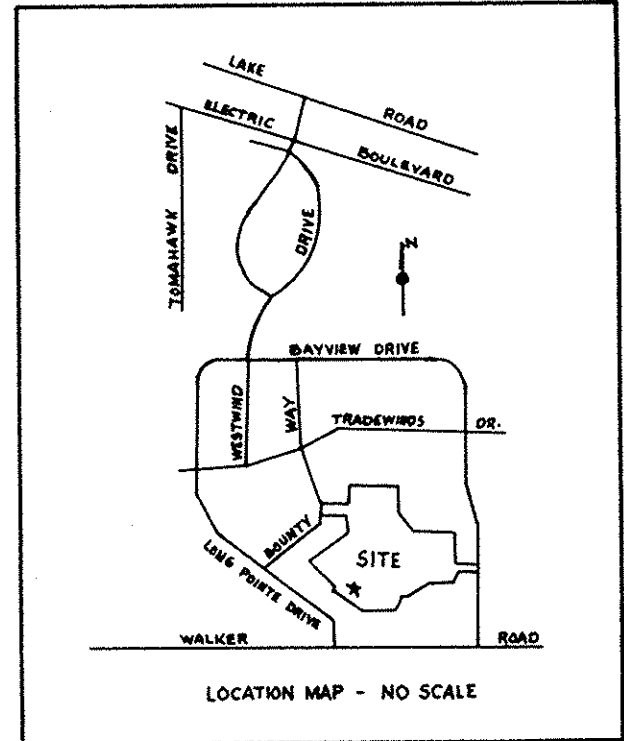 LAKE ROAD
ELECTRIC BOULEVARD
TOMAHAWK DRIVE
DRIVE
N
BAYVIEW DRIVE
WESTWIND
WAY
TRADEWINDS DR.
BOUNTY
SITE
LONG POINTE DRIVE
WALKER ROAD
LOCATION MAP - NO SCALE